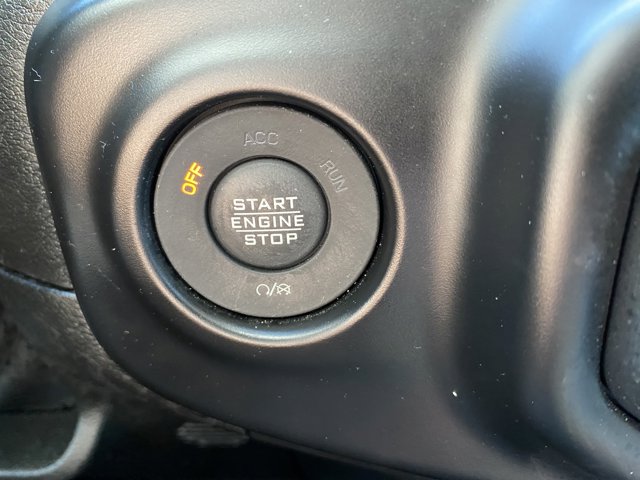 ACC
OFF
RUN
START
ENGINE
STOP